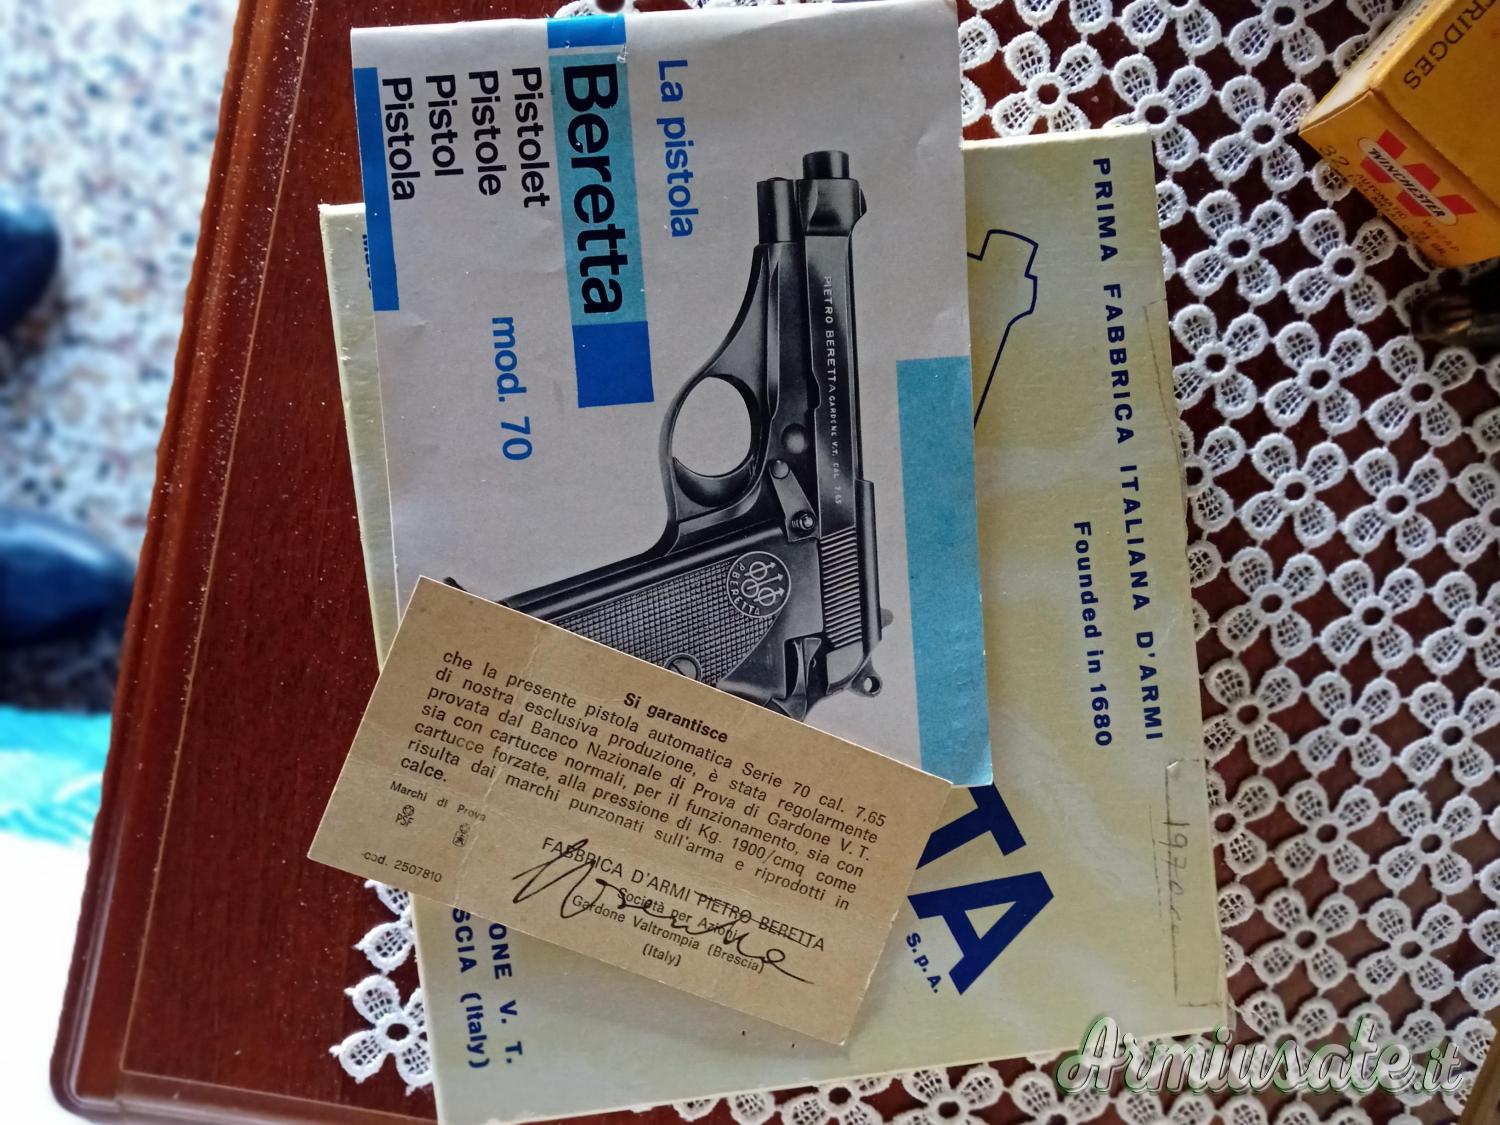 La pistola
Beretta
Pistolet
Pistole
Pistol
Pistola
mod. 70
PIETRO BERETTA GARDONE V.T. CAL 7.65
P. BERETTA
PRIMA FABBRICA ITALIANA D'ARMI
Founded in 1680
TA
S.p.A.
ONE V. T.
SCIA (Italy)
Si garantisce
che la presente pistola automatica Serie 70 cal. 7.65
di nostra esclusiva produzione, è stata regolarmente
provata dal Banco Nazionale di Prova di Gardone V. T.
sia con cartucce normali, per il funzionamento, sia con
cartucce forzate, alla pressione di Kg. 1900/cmq come
risulta dai marchi punzonati sull'arma e riprodotti in
calce.
Marchi di Prova
PSF
cod. 2507810
FABBRICA D'ARMI PIETRO BERETTA
Società per Azioni
Gardone Valtrompia (Brescia)
(Italy)
TRIDGES
W
WINCHESTER
32
AUTOMATIC
Armiusate.it